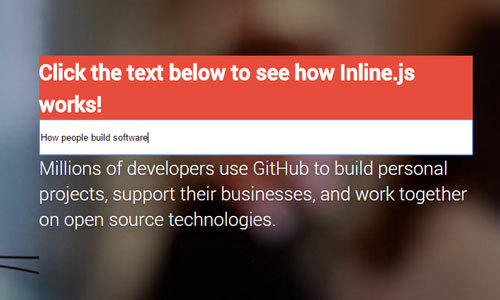 Click the text below to see how Inline.js
works!
How people build software
Millions of developers use GitHub to build personal
projects, support their businesses, and work together
on open source technologies.